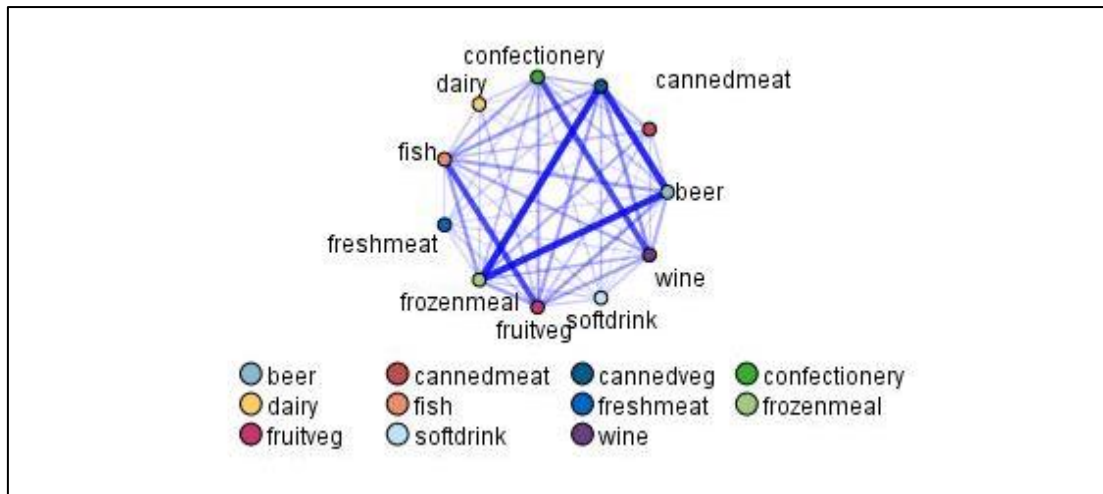 confectionery
cannedmeat
dairy
fish
beer
freshmeat
wine
frozenmeal
softdrink
fruitveg
beer cannedmeat cannedveg confectionery
dairy fish freshmeat frozenmeal
fruitveg softdrink wine